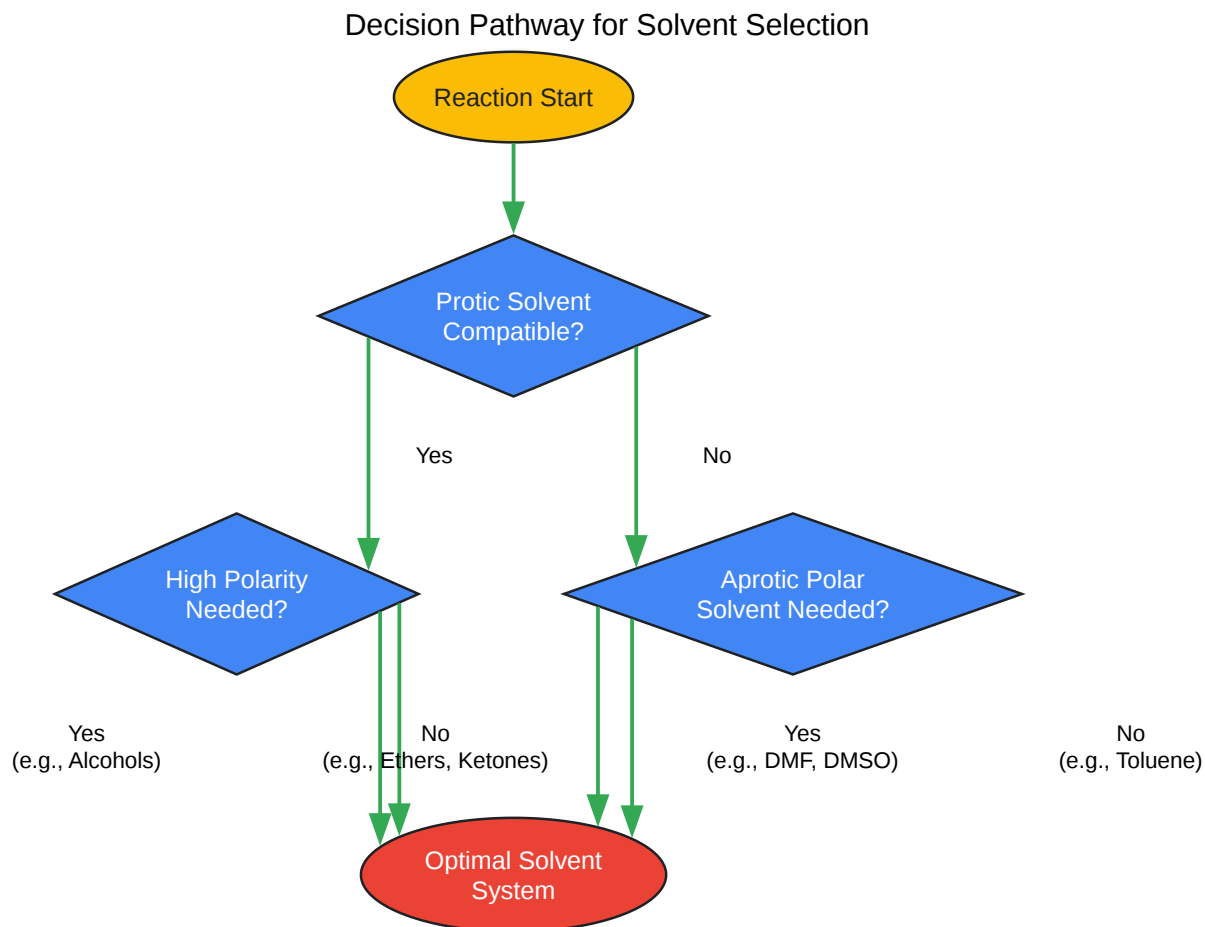 Decision Pathway for Solvent Selection
Reaction Start
Protic Solvent
Compatible?
Yes
No
High Polarity
Needed?
Aprotic Polar
Solvent Needed?
Yes
(e.g., Alcohols)
No
(e.g., Ethers, Ketones)
Yes
(e.g., DMF, DMSO)
No
(e.g., Toluene)
Optimal Solvent
System